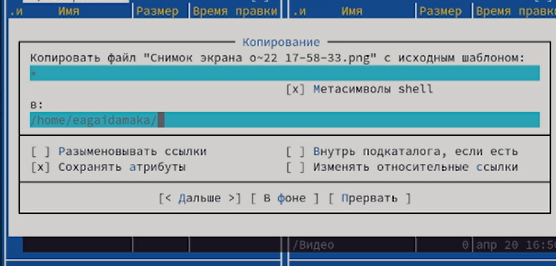 .и Имя Размер Время правки .и Имя Размер Время правк
Копирование
Копировать файл "Снимок экрана о~22 17-58-33.png" с исходным шаблоном:
*
[x] Метасимволы shell
в:
/home/eagaidamaka/
[ ] Разыменовывать ссылки [ ] Внутрь подкаталога, если есть
[x] Сохранять атрибуты [ ] Изменять относительные ссылки
[< Дальше >] [ В фоне ] [ Прервать ]
/Видео 0 апр 20 16:50